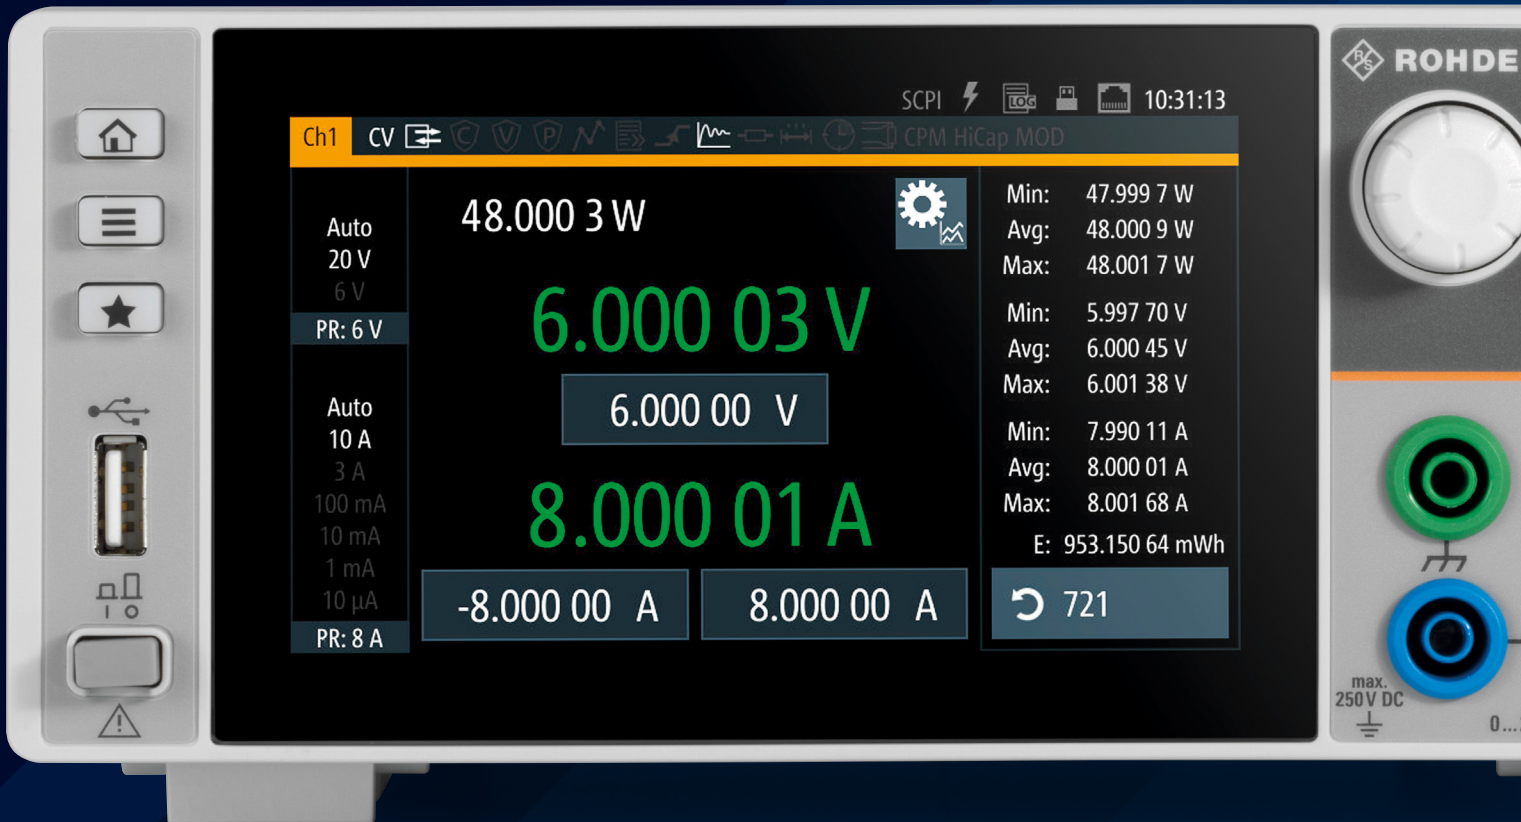 R&S ROHDE
SCPI LOG 10:31:13
Ch1 CV C V P CPM HiCap MOD
Auto
20 V
6 V
PR: 6 V
Auto
10 A
3 A
100 mA
10 mA
1 mA
10 µA
PR: 8 A
48.000 3 W
6.000 03 V
6.000 00 V
8.000 01 A
-8.000 00 A 8.000 00 A
Min: 47.999 7 W
Avg: 48.000 9 W
Max: 48.001 7 W
Min: 5.997 70 V
Avg: 6.000 45 V
Max: 6.001 38 V
Min: 7.990 11 A
Avg: 8.000 01 A
Max: 8.001 68 A
E: 953.150 64 mWh
721
max.
250 V DC
0...